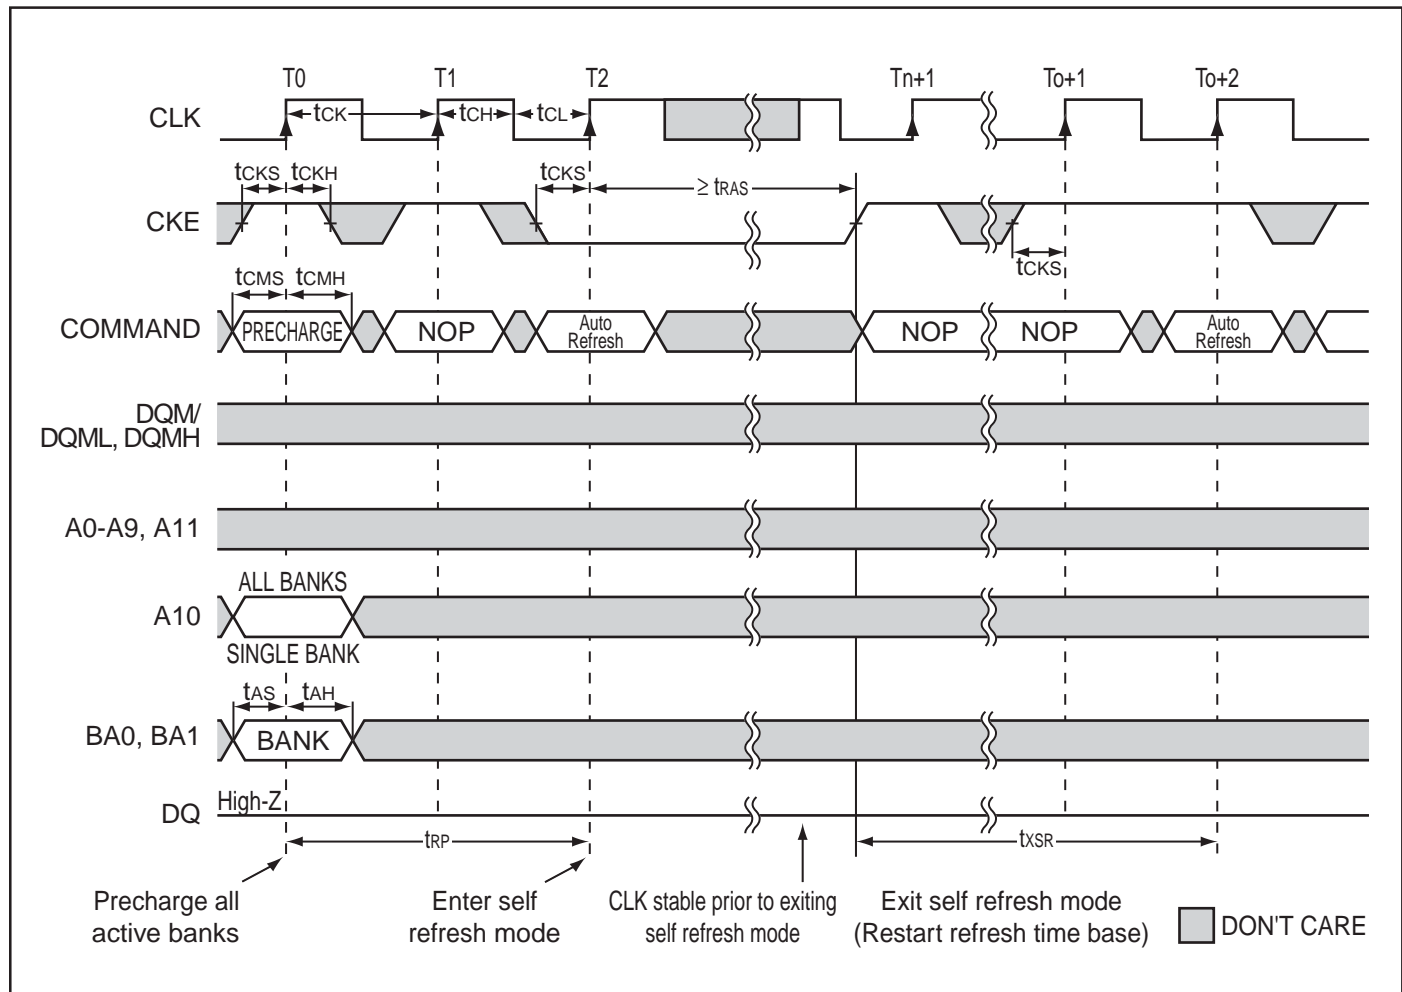 T0 T1 T2 Tn+1 To+1 To+2
CLK
tCK tCH tCL
tCKS tCKH tCKS ≥ tRAS
CKE
tCKS
tCMS tCMH
COMMAND PRECHARGE NOP Auto Refresh NOP NOP Auto Refresh
DQM/
DQML, DQMH
A0-A9, A11
ALL BANKS
A10
SINGLE BANK
tAS tAH
BA0, BA1 BANK
DQ High-Z
tRP tXSR
Precharge all
active banks
Enter self
refresh mode
CLK stable prior to exiting
self refresh mode
Exit self refresh mode
(Restart refresh time base)
DON'T CARE